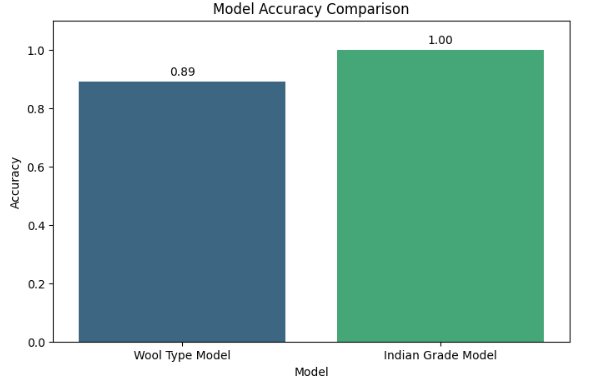 Model Accuracy Comparison
1.00
0.89
1.0
0.8
0.6
0.4
0.2
0.0
Accuracy
Wool Type Model
Indian Grade Model
Model